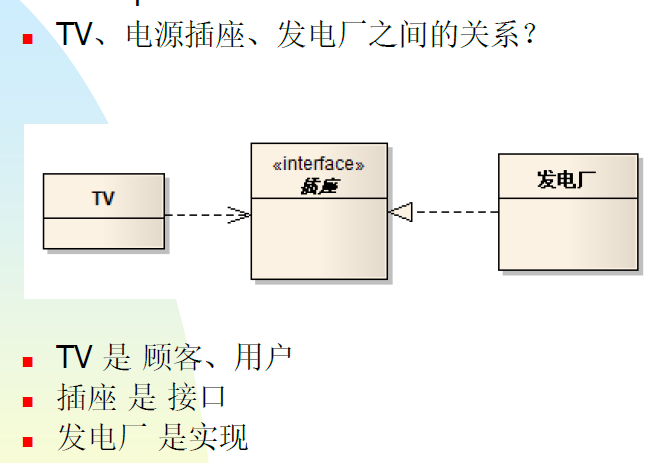 TV、电源插座、发电厂之间的关系？
«interface»
插座
TV
发电厂
TV 是 顾客、用户
插座 是 接口
发电厂 是实现